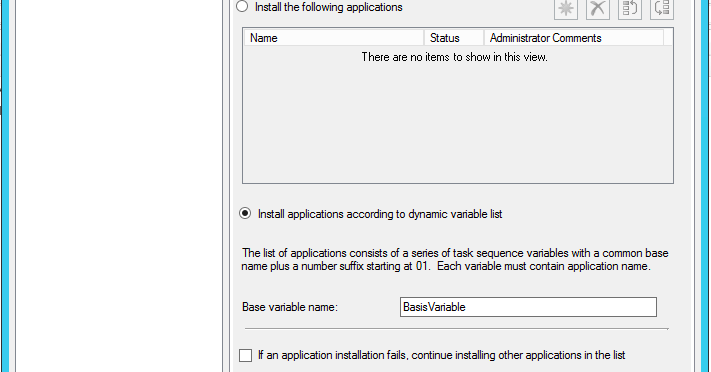 Install the following applications
Name Status Administrator Comments
There are no items to show in this view.
Install applications according to dynamic variable list
The list of applications consists of a series of task sequence variables with a common base
name plus a number suffix starting at 01. Each variable must contain application name.
Base variable name: BasisVariable
If an application installation fails, continue installing other applications in the list